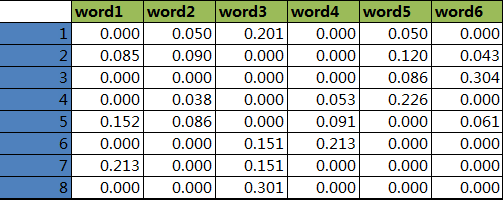 word1 word2 word3 word4 word5 word6
1 0.000 0.050 0.201 0.000 0.050 0.000
2 0.085 0.090 0.000 0.000 0.120 0.043
3 0.000 0.000 0.000 0.000 0.086 0.304
4 0.000 0.038 0.000 0.053 0.226 0.000
5 0.152 0.086 0.000 0.091 0.000 0.061
6 0.000 0.000 0.151 0.213 0.000 0.000
7 0.213 0.000 0.151 0.000 0.000 0.000
8 0.000 0.000 0.301 0.000 0.000 0.000